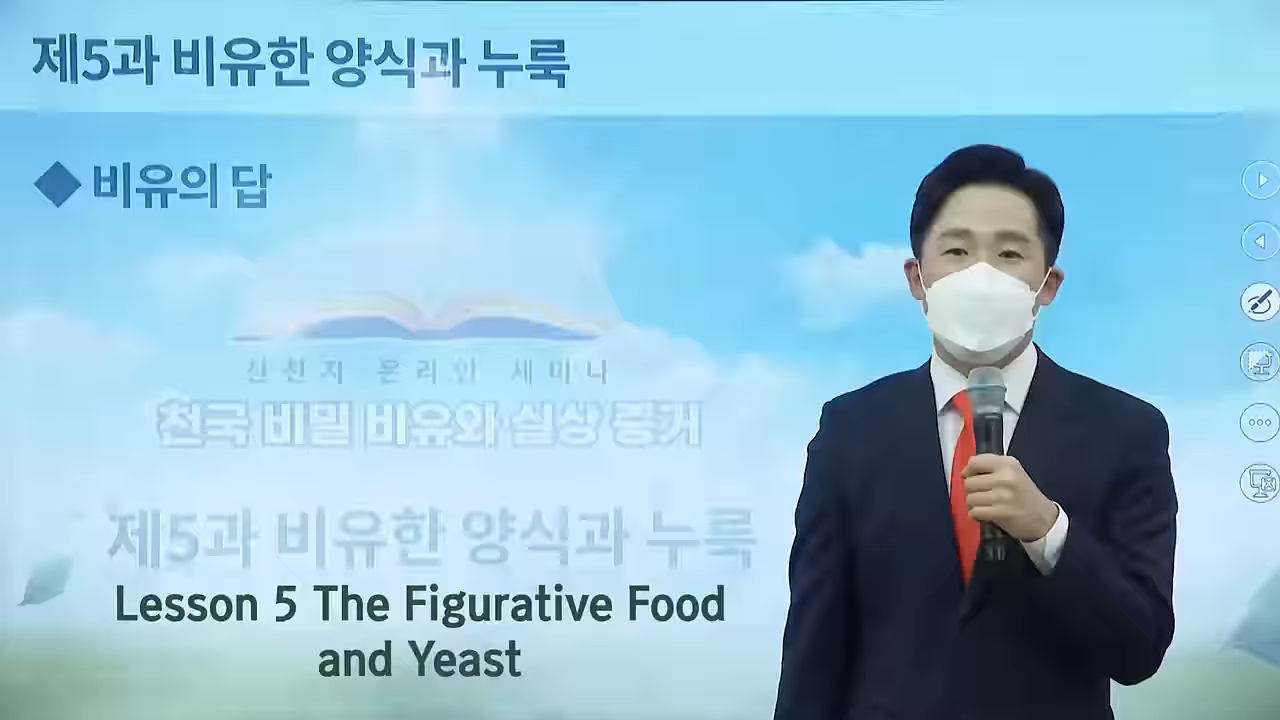 제5과 비유한 양식과 누룩
비유의 답
신천지 온라인 세미나
천국 비밀 비유와 실상 증거
제5과 비유한 양식과 누룩
Lesson 5 The Figurative Food
and Yeast